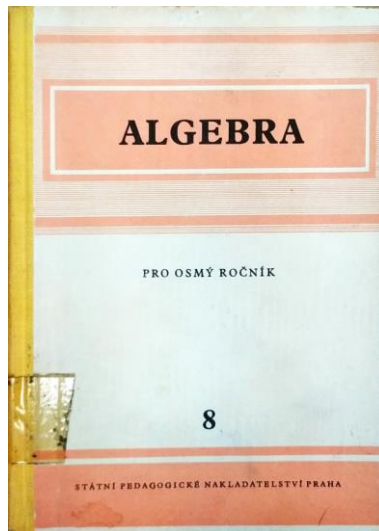 ALGEBRA
PRO OSMÝ ROČNÍK
8
STÁTNÍ PEDAGOGICKÉ NAKLADATELSTVÍ PRAHA